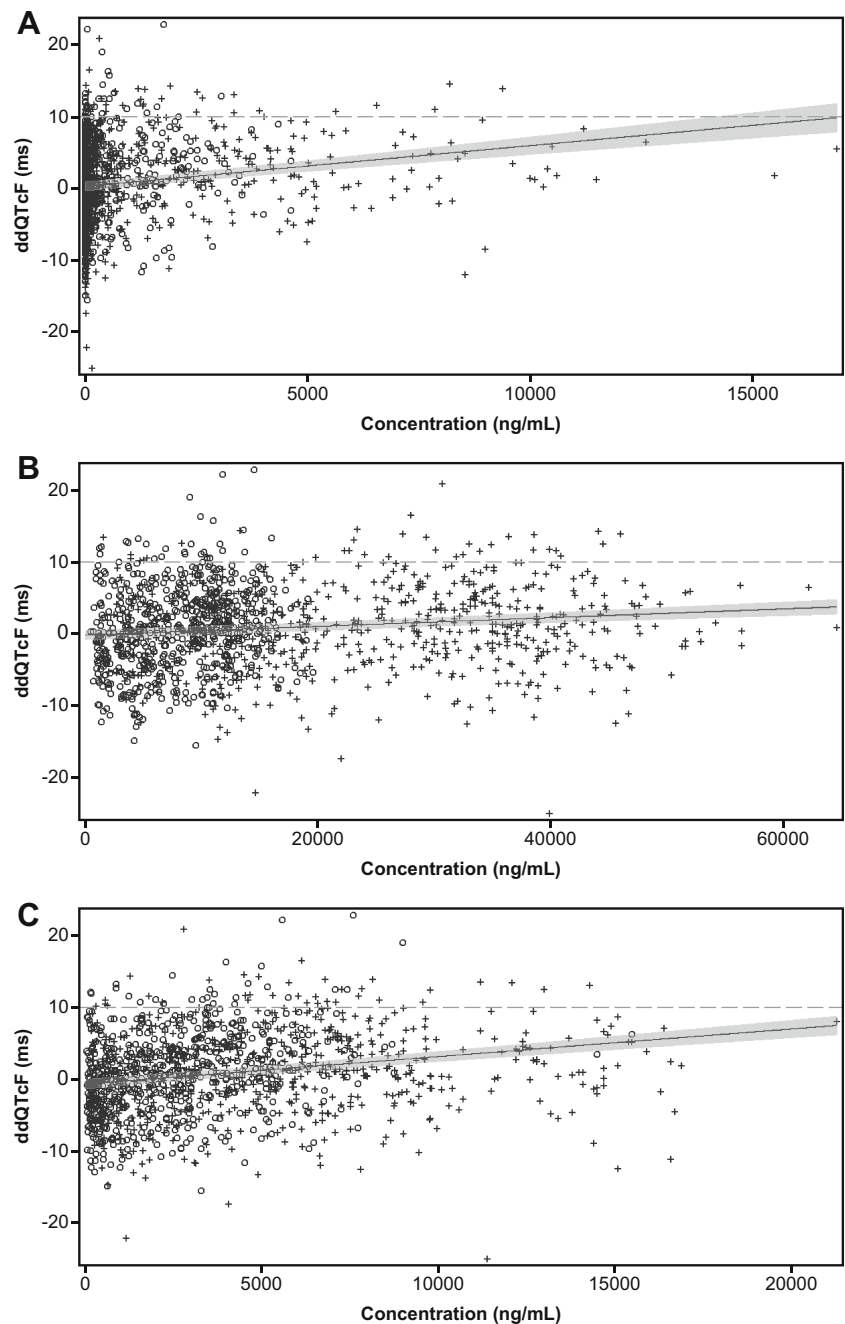 A
20
10
0
-10
-20
ddQTcF (ms)
0 5000 10000 15000
Concentration (ng/mL)
B
20
10
0
-10
-20
ddQTcF (ms)
0 20000 40000 60000
Concentration (ng/mL)
C
20
10
0
-10
-20
ddQTcF (ms)
0 5000 10000 15000 20000
Concentration (ng/mL)